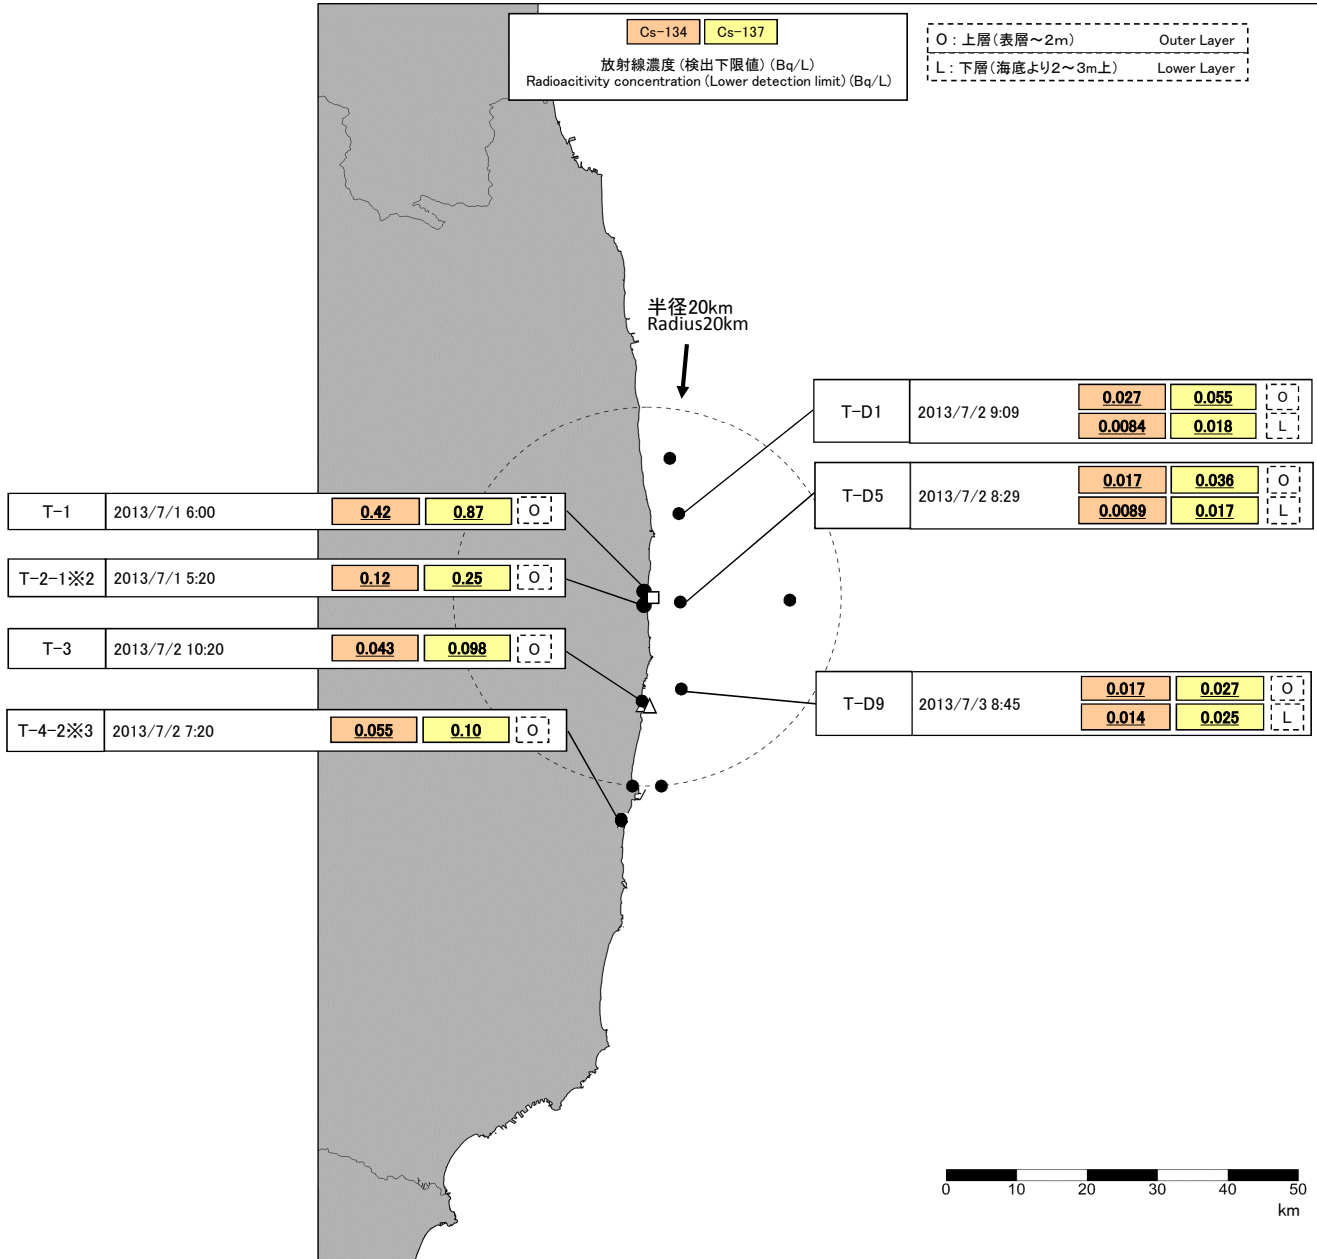 Cs-134 Cs-137
放射線濃度(検出下限値)(Bq/L)
Radioacitivity concentration(Lower detection limit)(Bq/L)
O:上層(表層~2m) Outer Layer
L:下層(海底より2~3m上) Lower Layer
半径20km
Radius20km
T-D1 2013/7/2 9:09
0.027 0.055 O
0.0084 0.018 L
T-D5 2013/7/2 8:29
0.017 0.036 O
0.0089 0.017 L
T-1 2013/7/1 6:00 0.42 0.87 O
T-2-1※2 2013/7/1 5:20 0.12 0.25 O
T-3 2013/7/2 10:20 0.043 0.098 O
T-4-2※3 2013/7/2 7:20 0.055 0.10 O
T-D9 2013/7/3 8:45
0.017 0.027 O
0.014 0.025 L
0 10 20 30 40 50
km